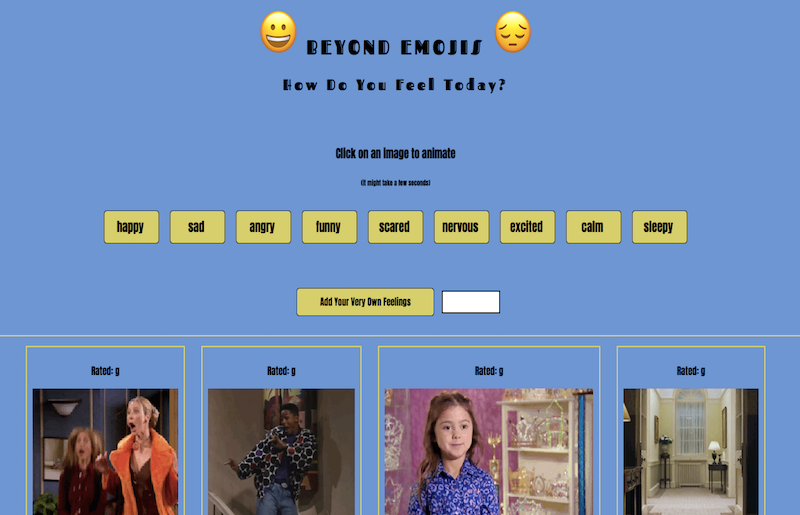 BEYOND EMOJIS
How Do You Feel Today?
Click on an image to animate
(it might take a few seconds)
happy sad angry funny scared nervous excited calm sleepy
Add Your Very Own Feelings
Rated: g Rated: g Rated: g Rated: g